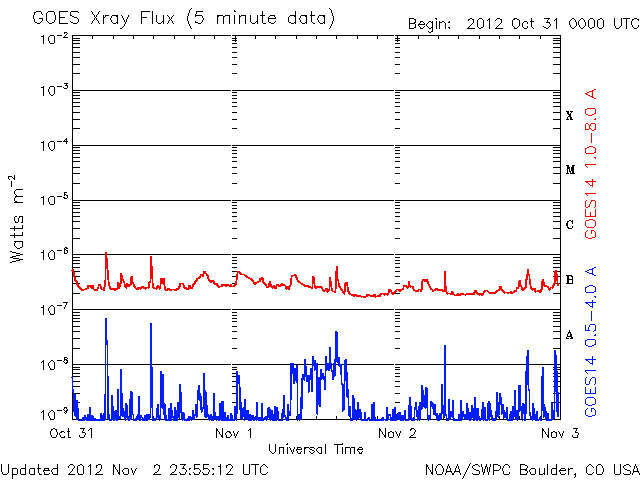 GOES Xray Flux (5 minute data)
Begin: 2012 Oct 31 0000 UTC
10⁻²
10⁻³
10⁻⁴
10⁻⁵
10⁻⁶
10⁻⁷
10⁻⁸
10⁻⁹
Watts m⁻²
X
M
C
B
A
GOES14 1.0-8.0 A
GOES14 0.5-4.0 A
Oct 31
Nov 1
Nov 2
Nov 3
Universal Time
Updated 2012 Nov 2 23:55:12 UTC
NOAA/SWPC Boulder, CO USA